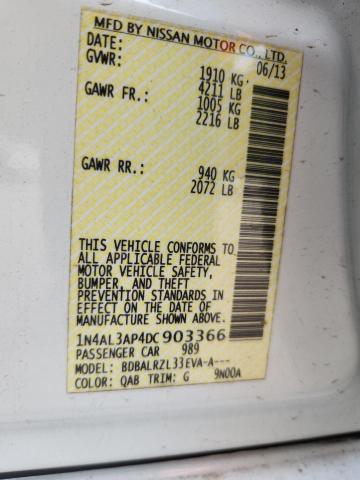 MFD BY NISSAN MOTOR CO., LTD.
DATE: 06/13
GVWR: 1910 KG
4211 LB
GAWR FR.: 1005 KG
2216 LB
GAWR RR.: 940 KG
2072 LB
THIS VEHICLE CONFORMS TO
ALL APPLICABLE FEDERAL
MOTOR VEHICLE SAFETY,
BUMPER, AND THEFT
PREVENTION STANDARDS IN
EFFECT ON THE DATE OF
MANUFACTURE SHOWN ABOVE.
1N4AL3AP4DC903366
PASSENGER CAR 989
MODEL: BDBALRZL33EVA-A---
COLOR: QAB TRIM: G 9N00A